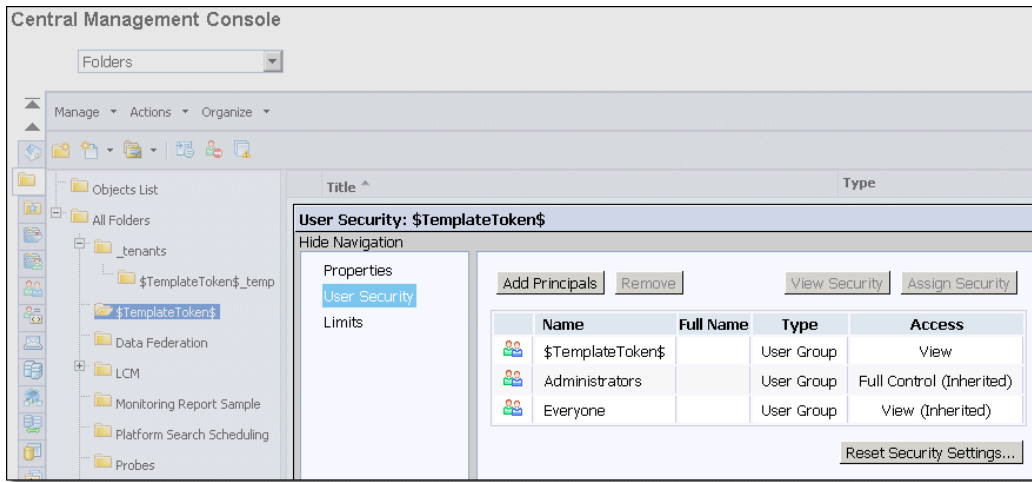 Central Management Console
Folders
Manage Actions Organize
Title Type
Objects List
All Folders
_tenants
$TemplateToken$_temp
$TemplateToken$
Data Federation
LCM
Monitoring Report Sample
Platform Search Scheduling
Probes
User Security: $TemplateToken$
Hide Navigation
Properties
User Security
Limits
Add Principals Remove View Security Assign Security
Name Full Name Type Access
$TemplateToken$ User Group View
Administrators User Group Full Control (Inherited)
Everyone User Group View (Inherited)
Reset Security Settings...